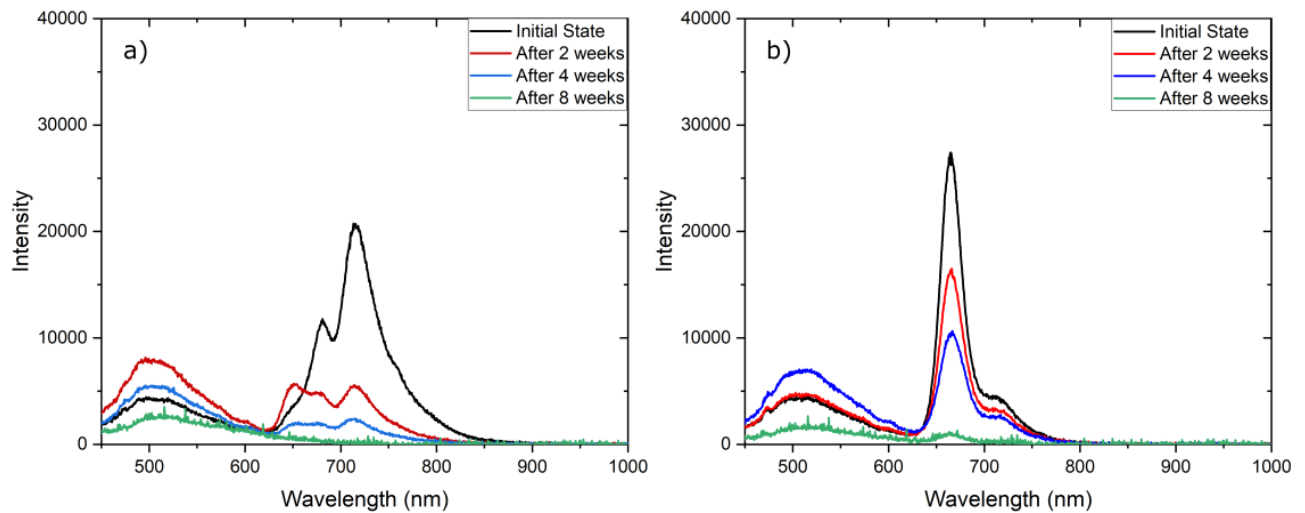 a)
Initial State
After 2 weeks
After 4 weeks
After 8 weeks
40000
30000
20000
10000
0
Intensity
500 600 700 800 900 1000
Wavelength (nm)
b)
Initial State
After 2 weeks
After 4 weeks
After 8 weeks
40000
30000
20000
10000
0
Intensity
500 600 700 800 900 1000
Wavelength (nm)